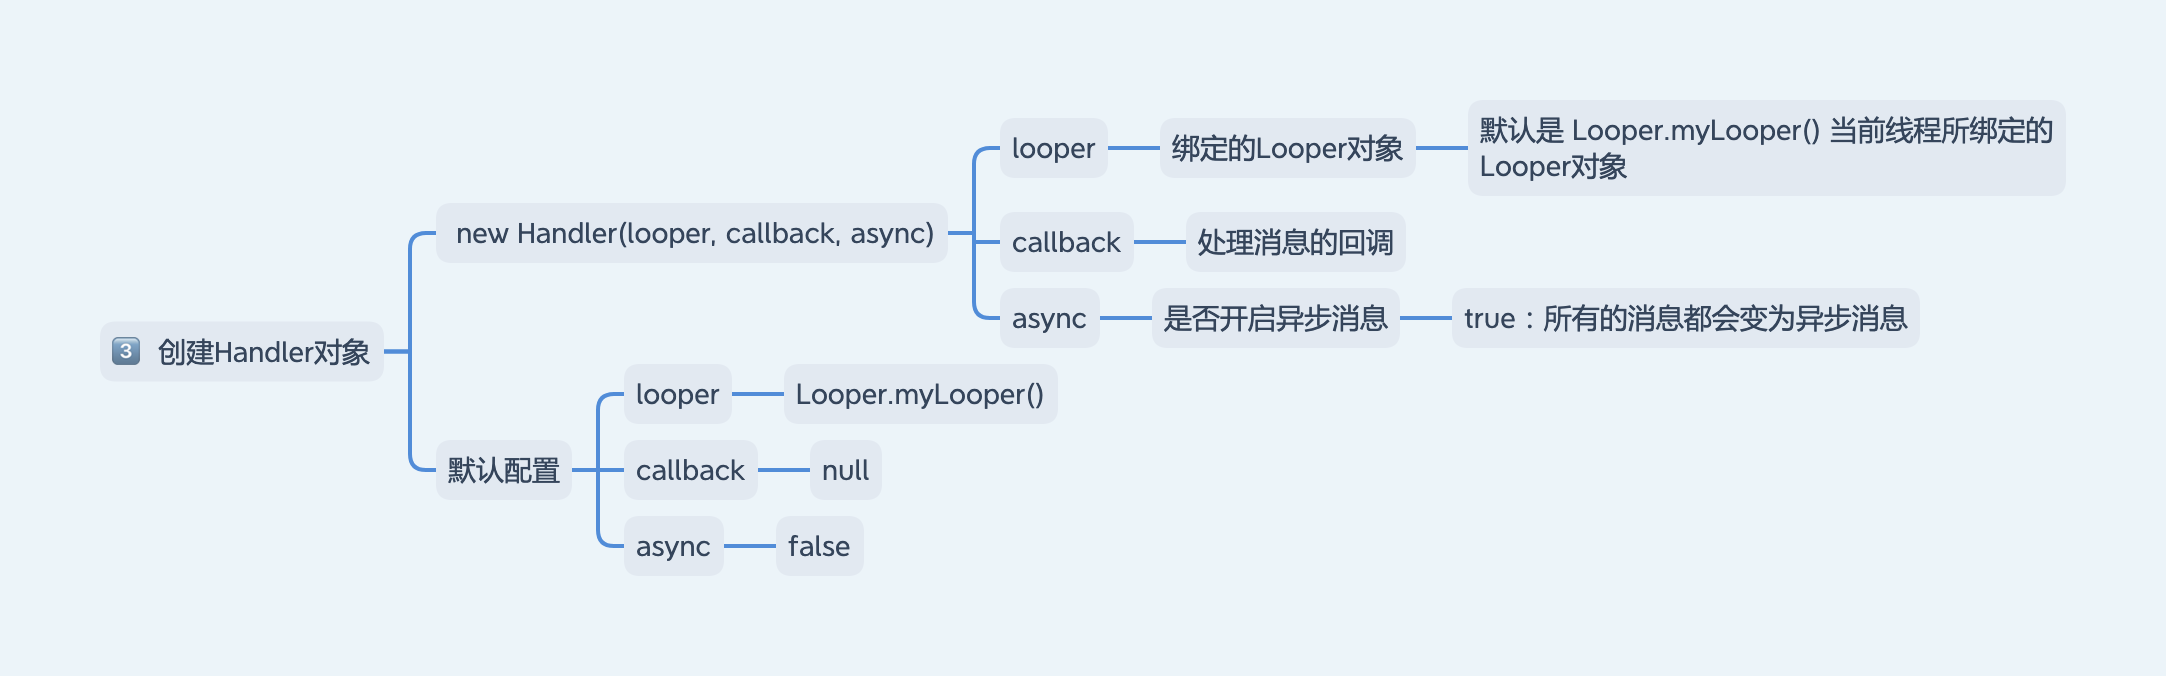 3 创建Handler对象
new Handler(looper, callback, async)
looper
绑定的Looper对象
默认是 Looper.myLooper() 当前线程所绑定的
Looper对象
callback
处理消息的回调
async
是否开启异步消息
true：所有的消息都会变为异步消息
默认配置
looper
Looper.myLooper()
callback
null
async
false